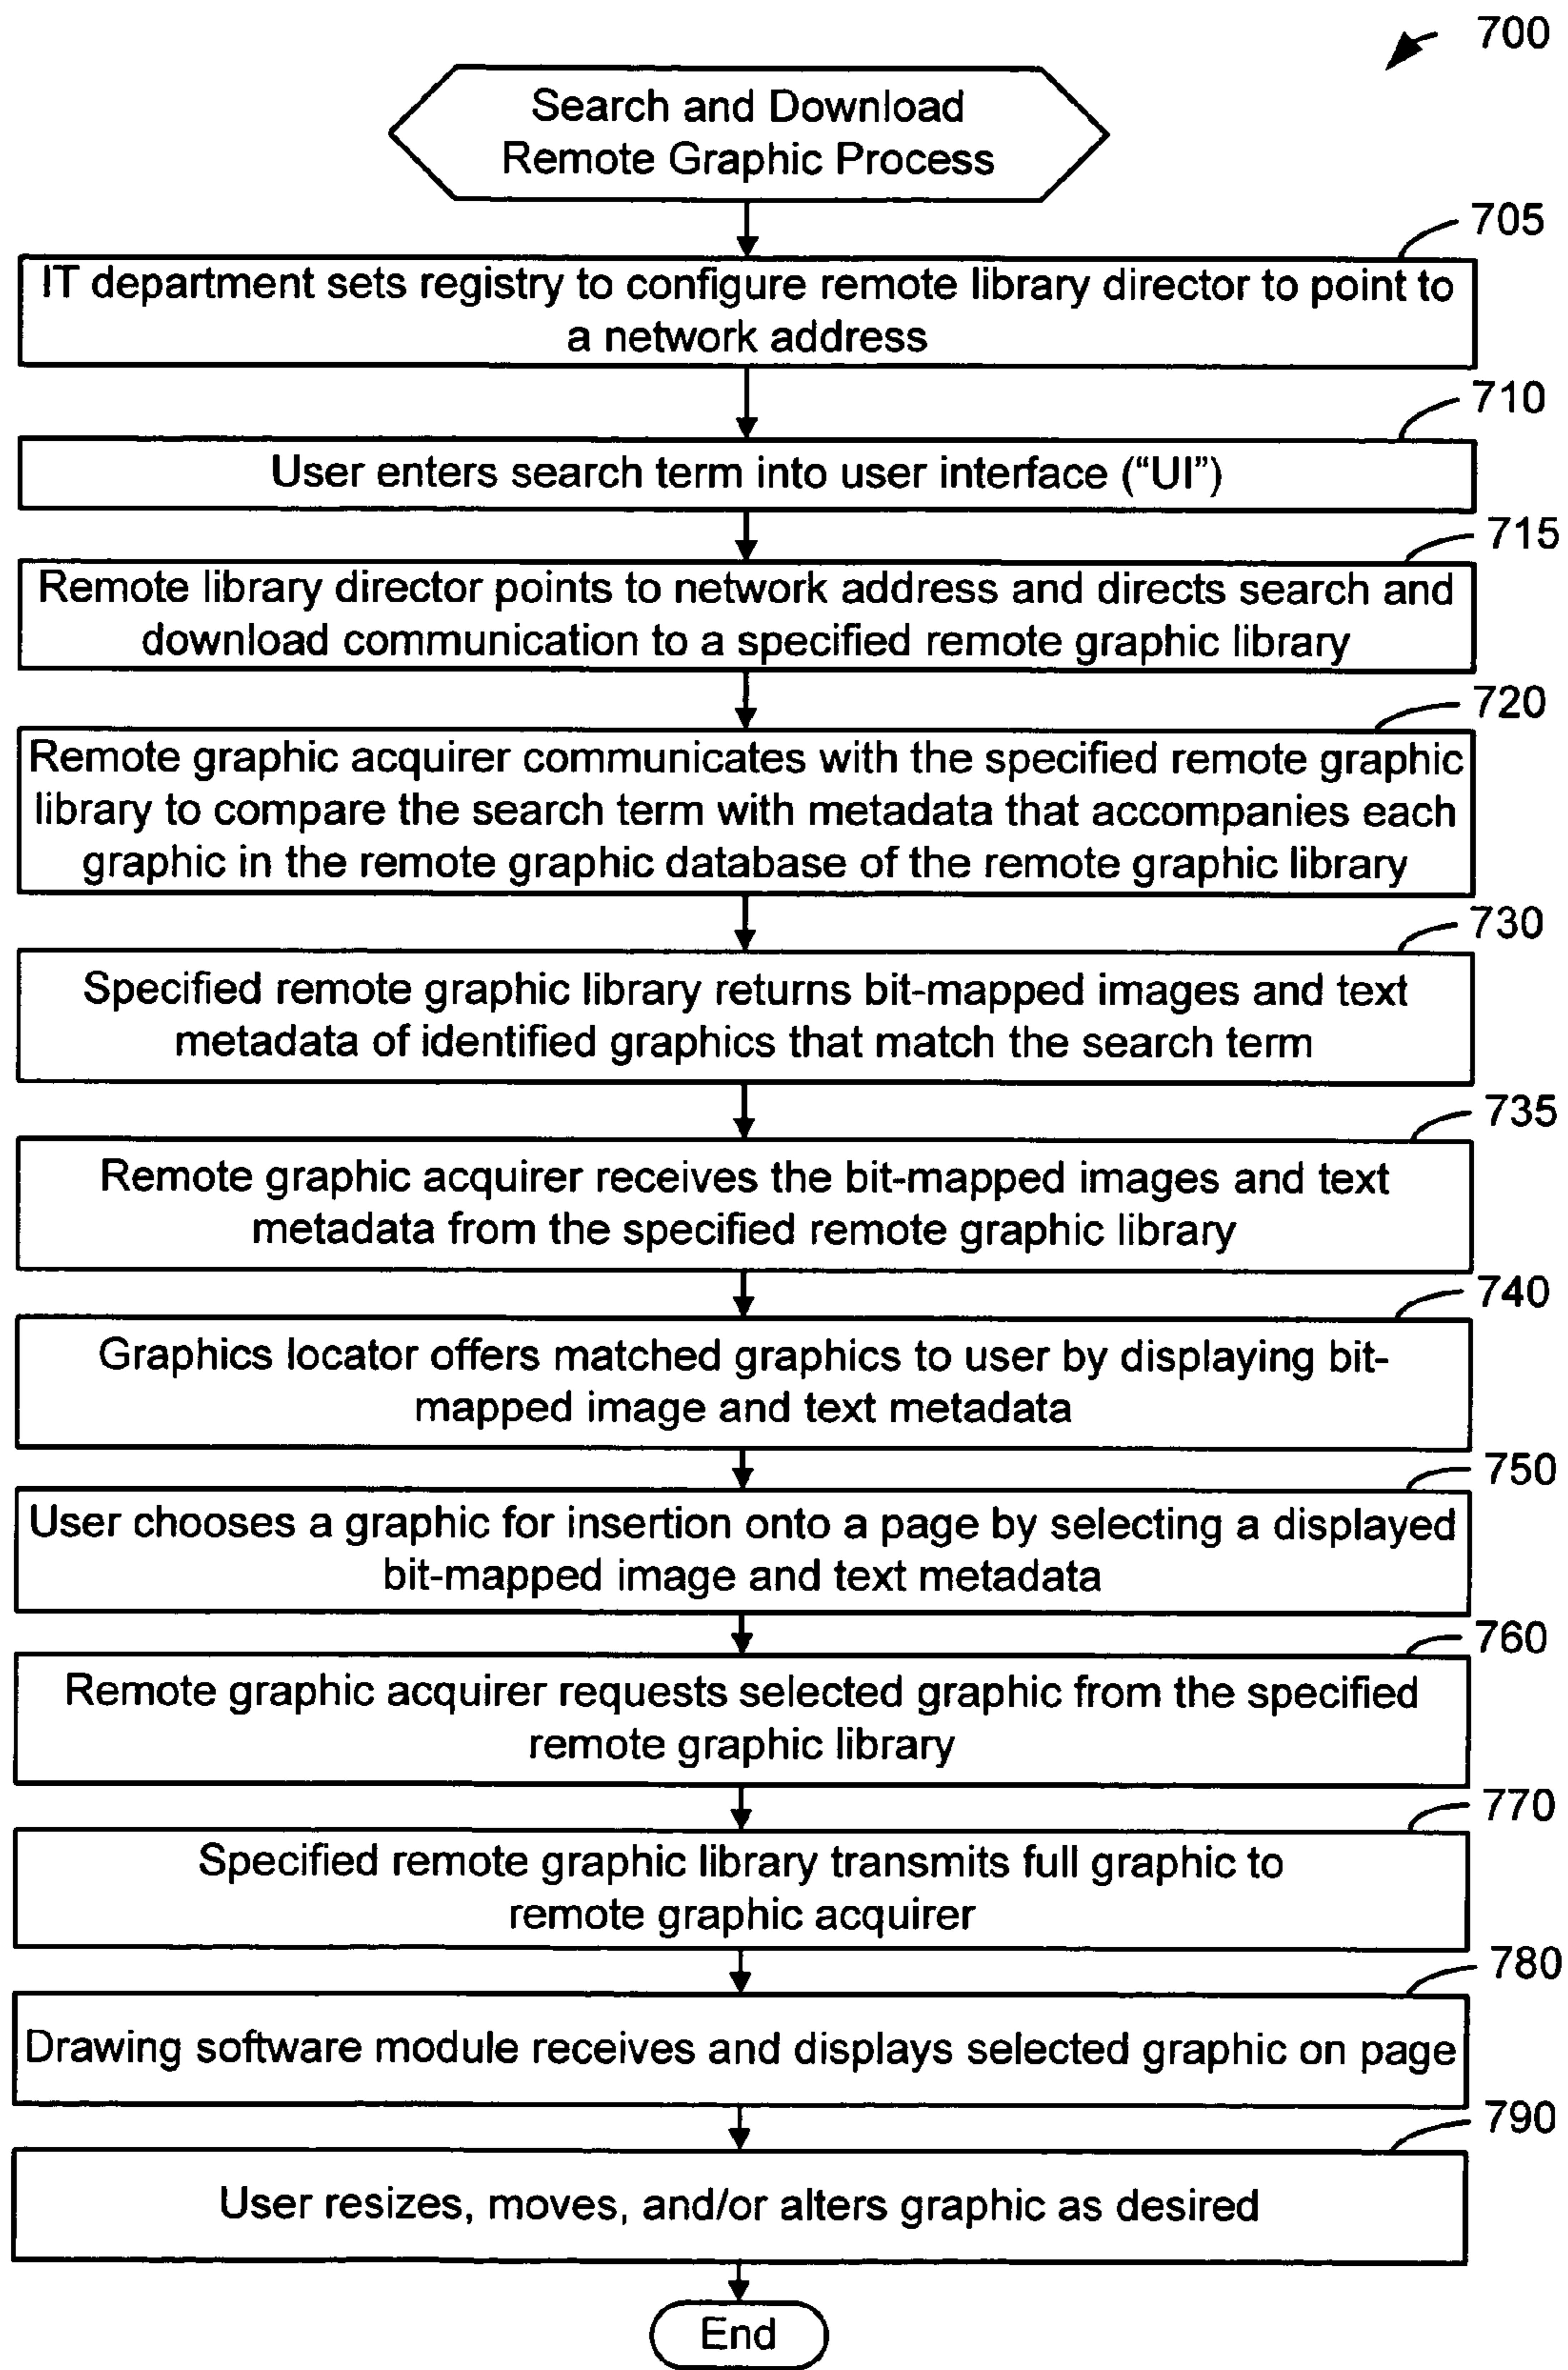 700
Search and Download
Remote Graphic Process
705
IT department sets registry to configure remote library director to point to
a network address
710
User enters search term into user interface (“UI”)
715
Remote library director points to network address and directs search and
download communication to a specified remote graphic library
720
Remote graphic acquirer communicates with the specified remote graphic
library to compare the search term with metadata that accompanies each
graphic in the remote graphic database of the remote graphic library
730
Specified remote graphic library returns bit-mapped images and text
metadata of identified graphics that match the search term
735
Remote graphic acquirer receives the bit-mapped images and text
metadata from the specified remote graphic library
740
Graphics locator offers matched graphics to user by displaying bit-
mapped image and text metadata
750
User chooses a graphic for insertion onto a page by selecting a displayed
bit-mapped image and text metadata
760
Remote graphic acquirer requests selected graphic from the specified
remote graphic library
770
Specified remote graphic library transmits full graphic to
remote graphic acquirer
780
Drawing software module receives and displays selected graphic on page
790
User resizes, moves, and/or alters graphic as desired
End